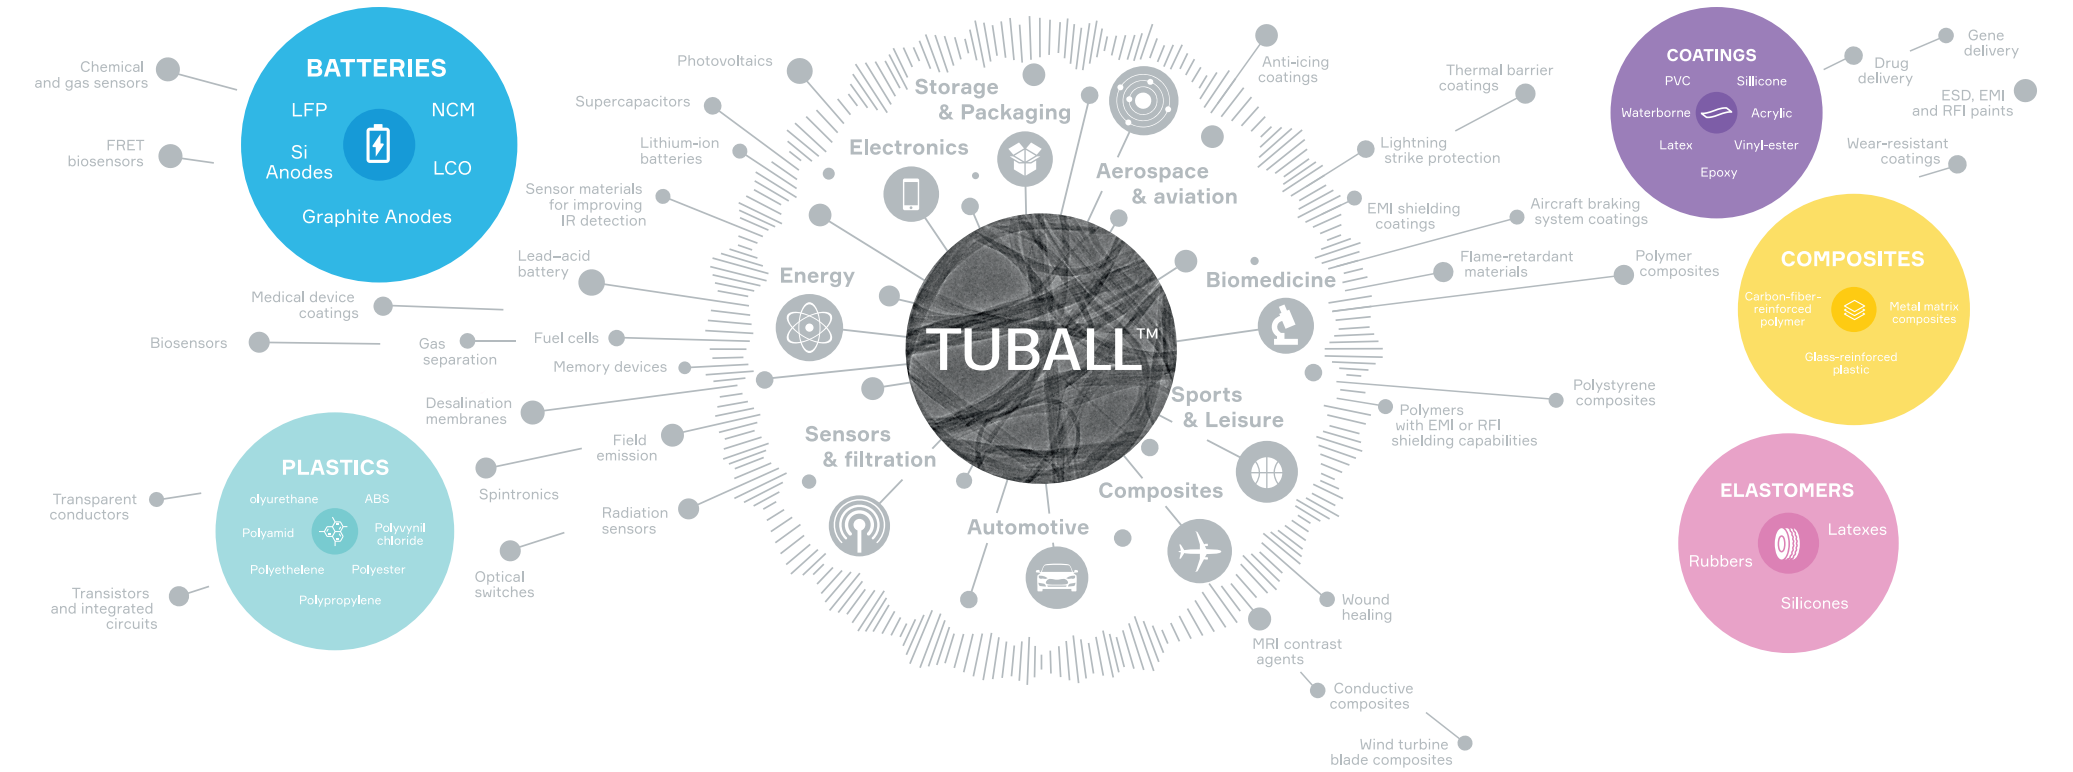 BATTERIES
LFP
NCM
Si
Anodes
LCO
Graphite Anodes
Chemical
and gas sensors
FRET
biosensors
Medical device
coatings
Biosensors
Gas
separation
Photovoltaics
Supercapacitors
Lithium-ion
batteries
Sensor materials
for improving
IR detection
Lead–acid
battery
Fuel cells
Memory devices
Desalination
membranes
Field
emission
Spintronics
Radiation
sensors
Optical
switches
PLASTICS
olyurethane
ABS
Polyamid
Polyvynil
chloride
Polyethelene
Polyester
Polypropylene
Transparent
conductors
Transistors
and integrated
circuits
Storage
& Packaging
Electronics
Aerospace
& aviation
Energy
Biomedicine
TUBALL™
Sports
& Leisure
Sensors
& filtration
Composites
Automotive
Anti-icing
coatings
Thermal barrier
coatings
Lightning
strike protection
EMI shielding
coatings
Aircraft braking
system coatings
Flame-retardant
materials
Polymer
composites
Polystyrene
composites
Polymers
with EMI or RFI
shielding capabilities
Wound
healing
MRI contrast
agents
Conductive
composites
Wind turbine
blade composites
COATINGS
PVC
Sillicone
Waterborne
Acrylic
Latex
Vinyl-ester
Epoxy
Gene
delivery
Drug
delivery
ESD, EMI
and RFI paints
Wear-resistant
coatings
COMPOSITES
Carbon-fiber-
reinforced
polymer
Metal matrix
composites
Glass-reinforced
plastic
ELASTOMERS
Latexes
Rubbers
Silicones